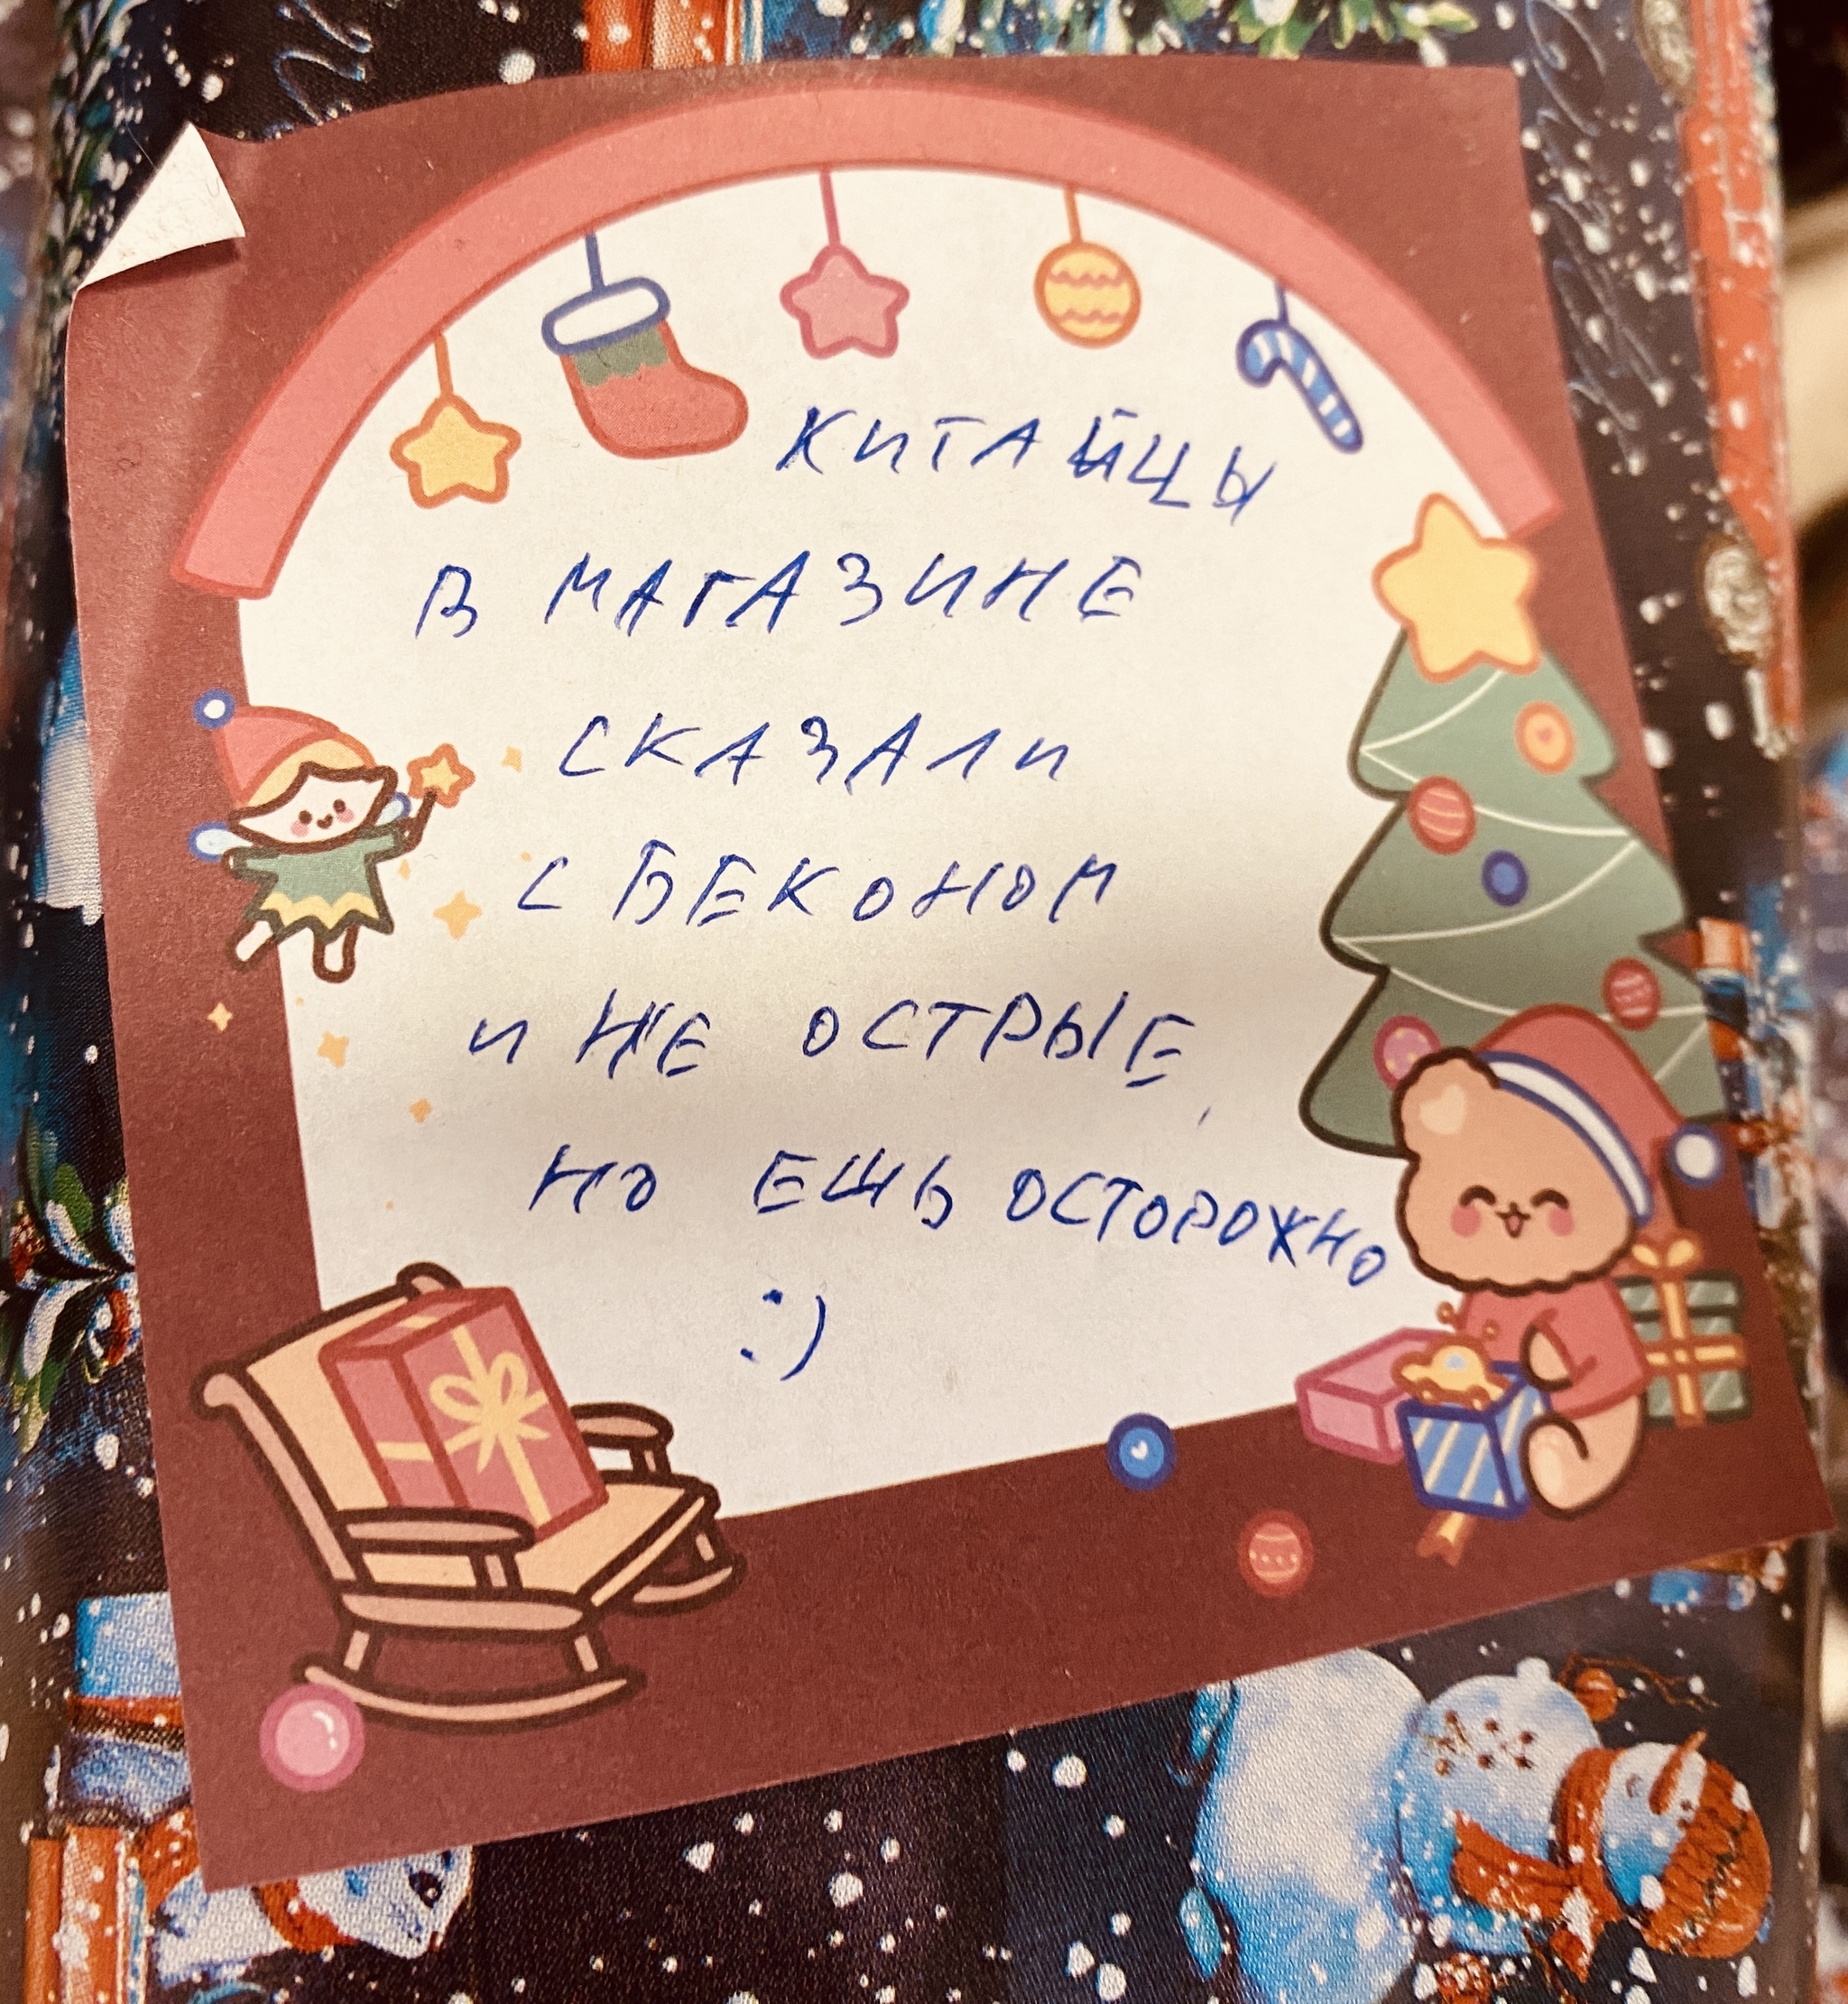 КИТАЙЦЫ
В МАГАЗИНЕ
СКАЗАЛИ
С БЕКОНОМ
И НЕ ОСТРЫЕ,
НО ЕШЬ ОСТОРОЖНО
:)